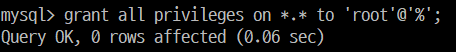 mysql> grant all privileges on *.* to 'root'@'%';
Query OK, 0 rows affected (0.06 sec)